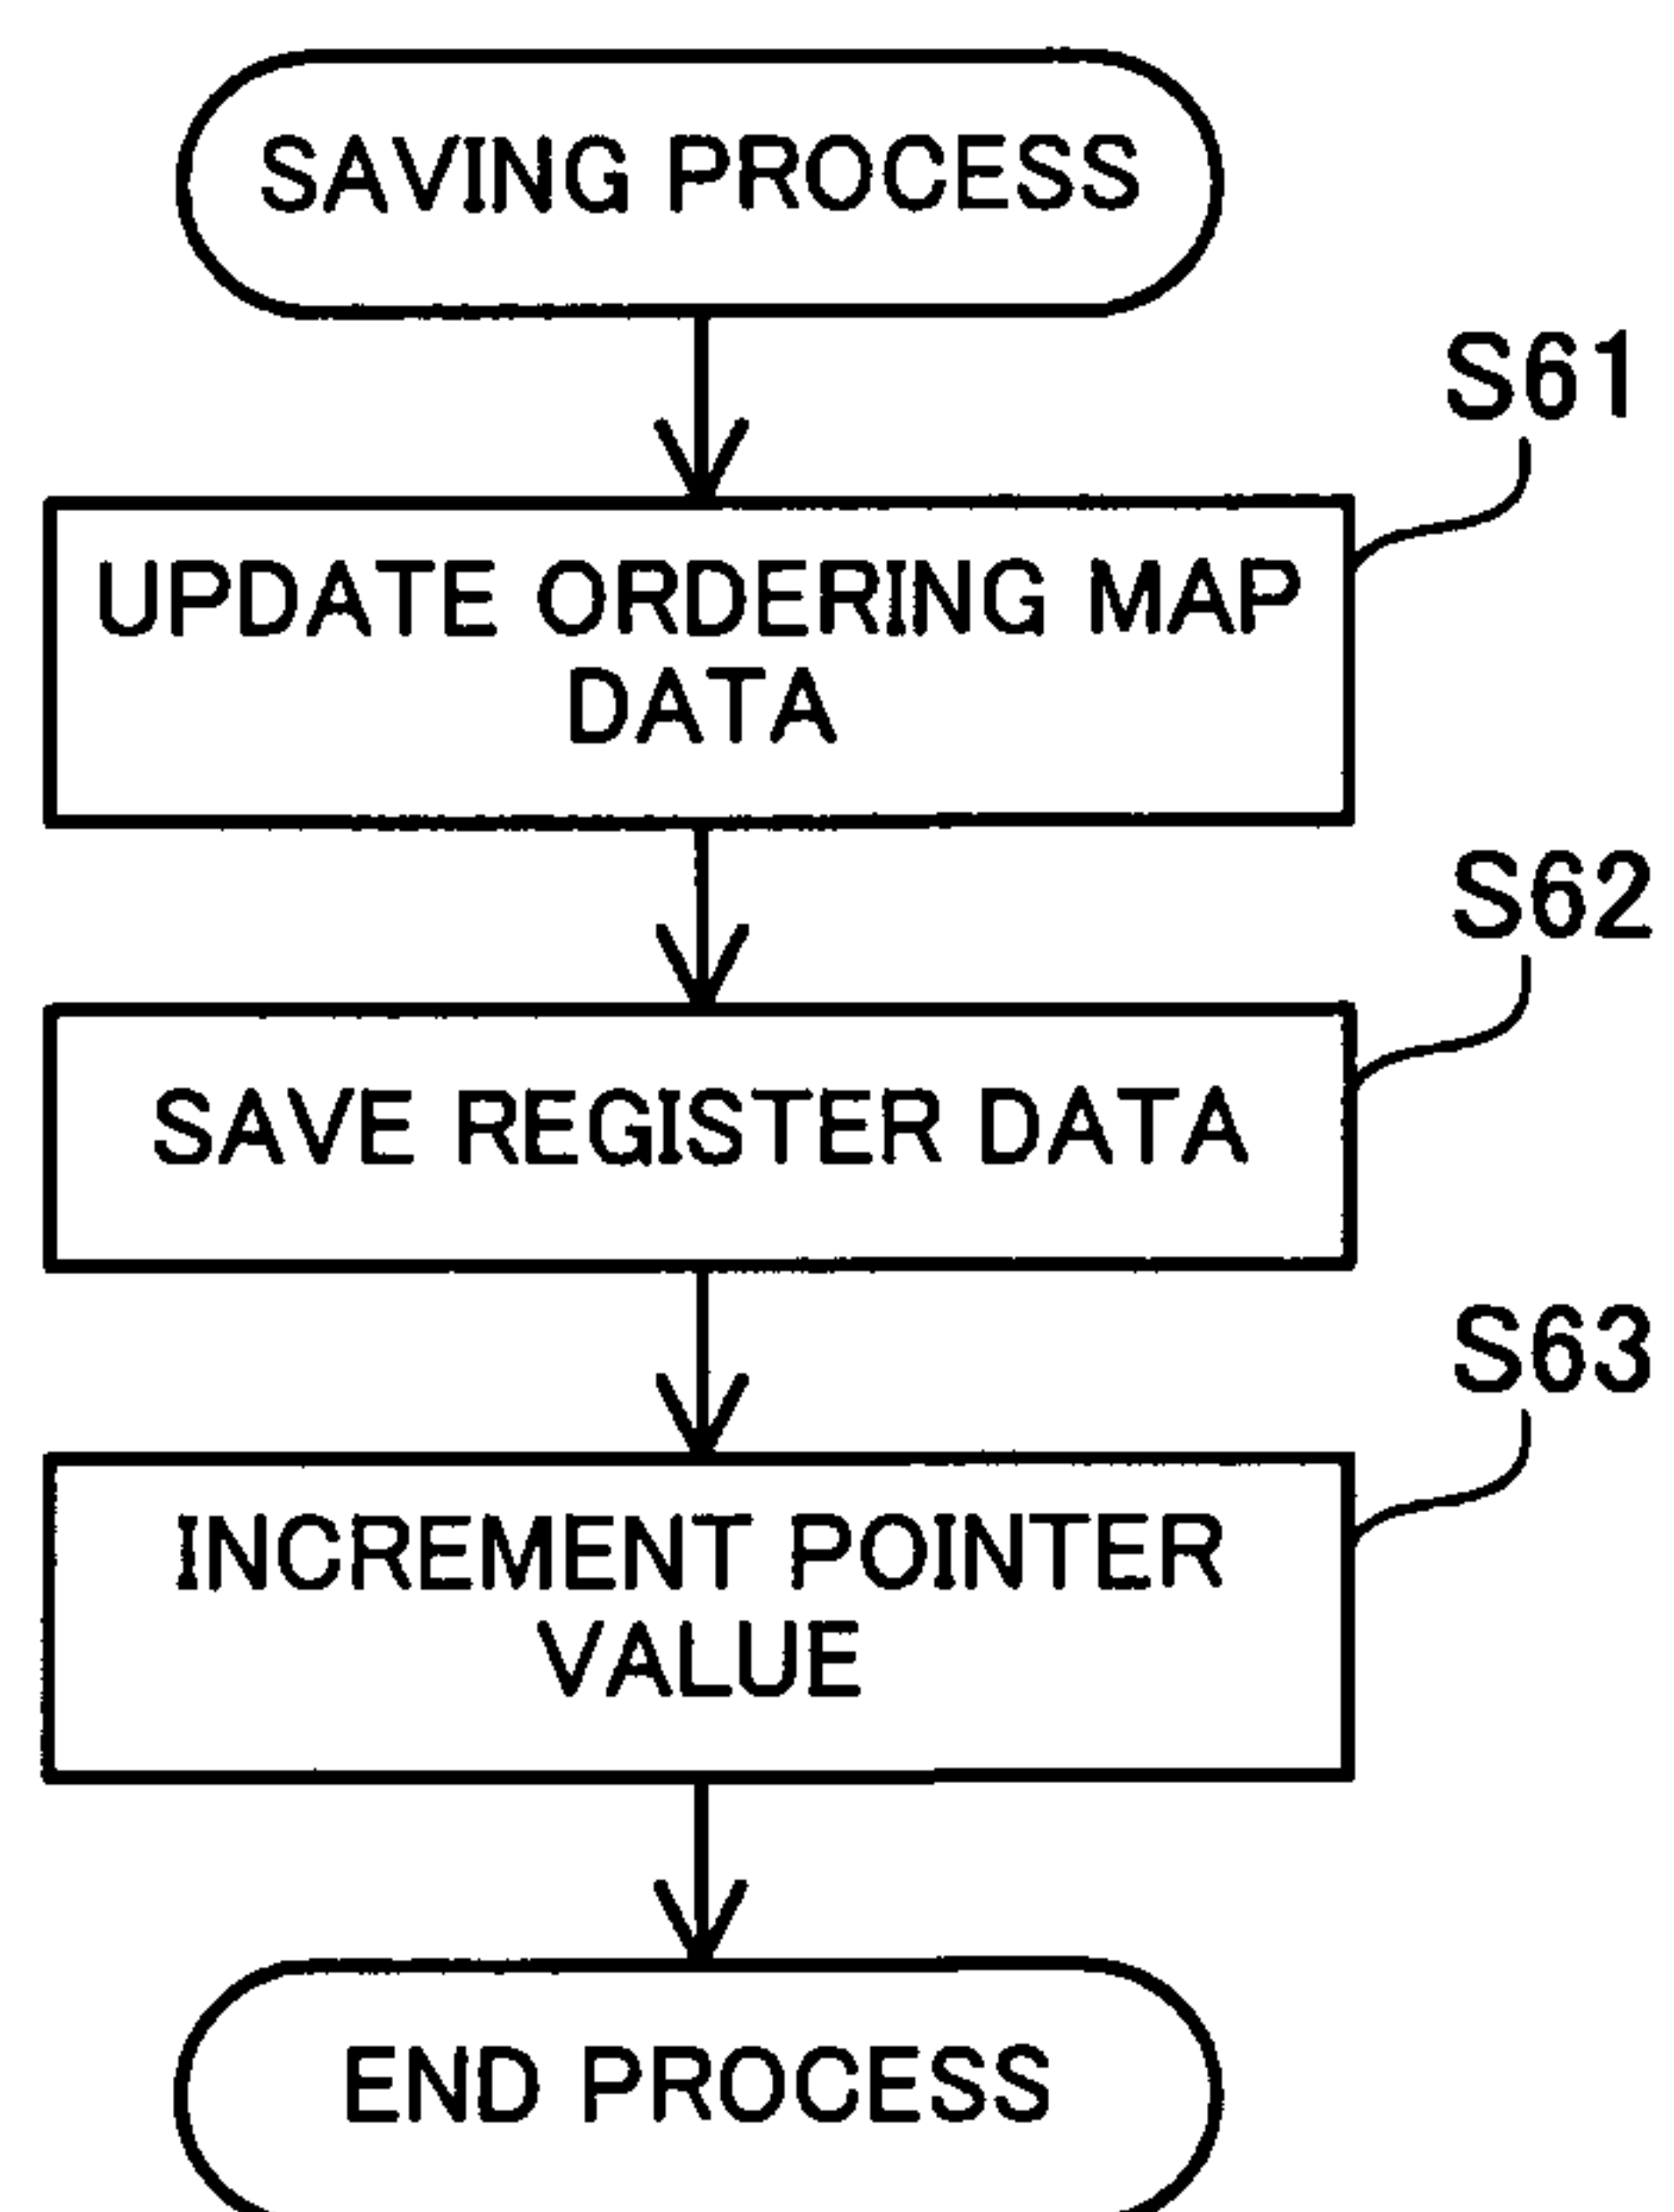 SAVING PROCESS
S61
UPDATE ORDERING MAP
DATA
S62
SAVE REGISTER DATA
S63
INCREMENT POINTER
VALUE
END PROCESS